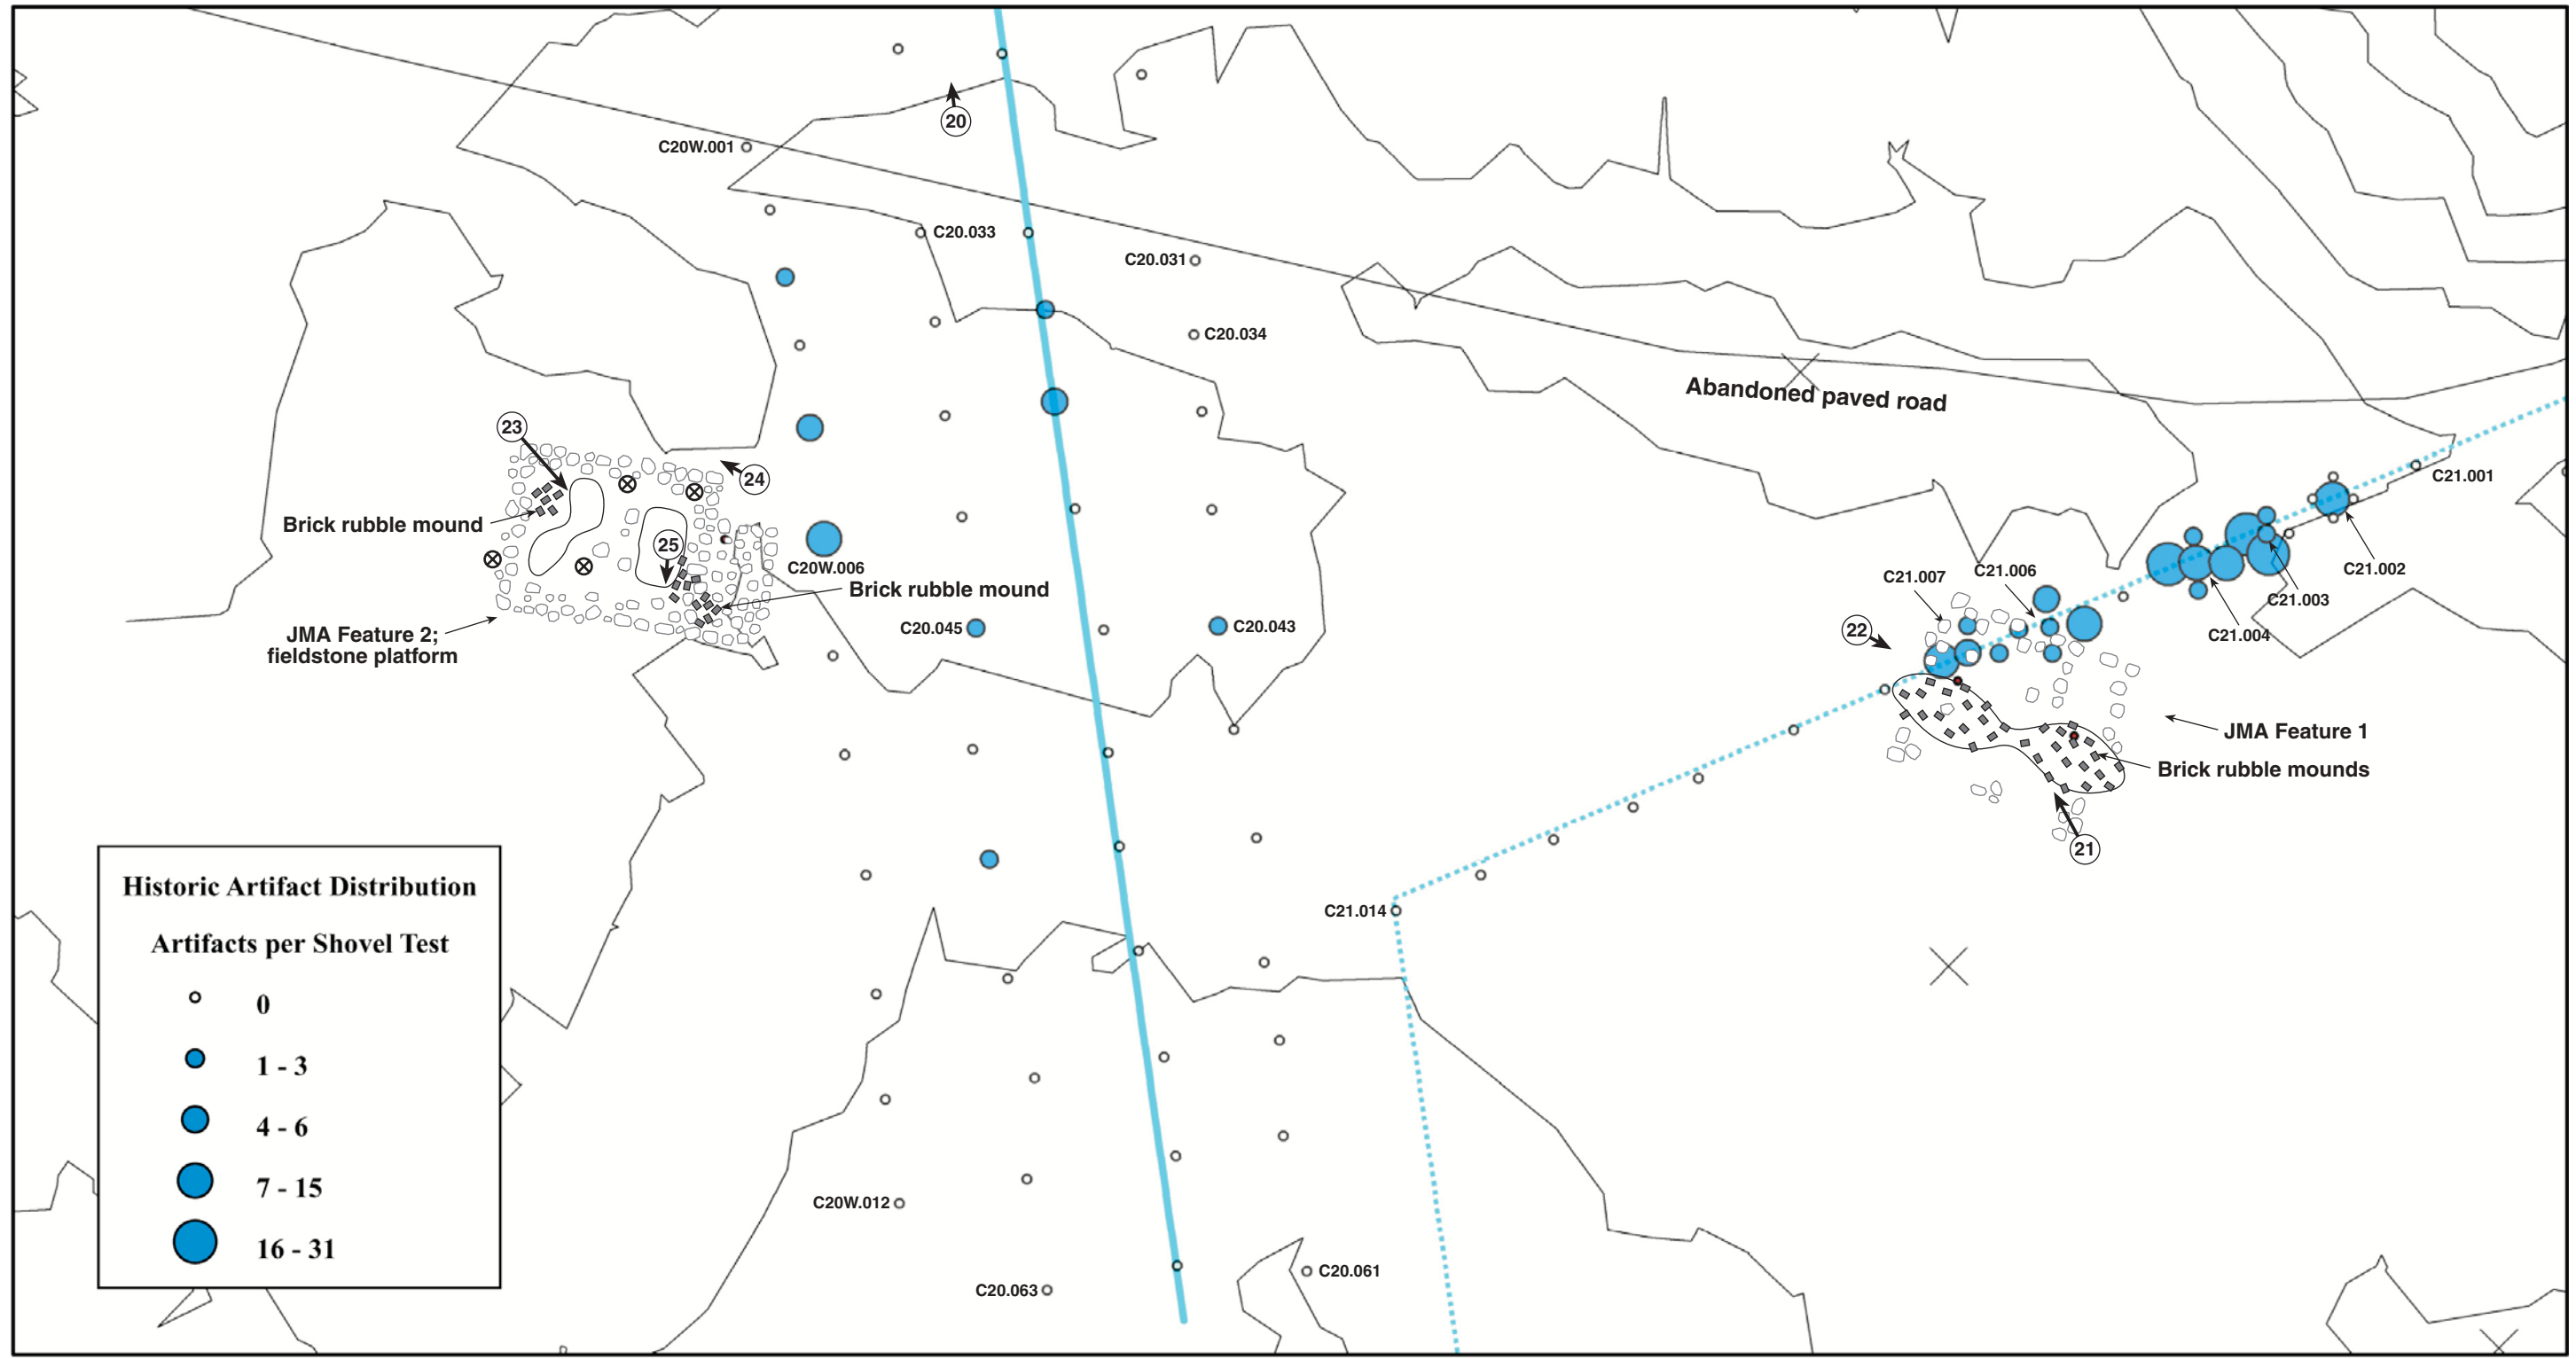 20
C20W.001
C20.033
C20.031
C20.034
Abandoned paved road
23
24
C21.001
Brick rubble mound
25
C20W.006
C21.002
C21.006
C21.007
Brick rubble mound
C21.003
C20.045
C20.043
22
C21.004
JMA Feature 2;
fieldstone platform
JMA Feature 1
Brick rubble mounds
21
C21.014
Historic Artifact Distribution
Artifacts per Shovel Test
0
1 - 3
4 - 6
7 - 15
16 - 31
C20W.012
C20.063
C20.061